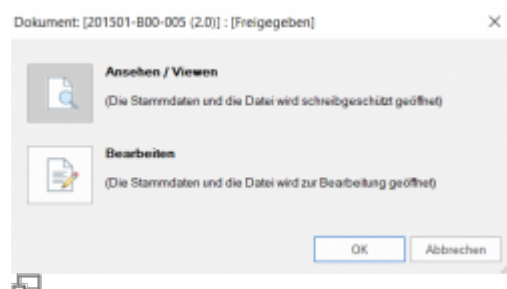 Dokument: [201501-B00-005 (2.0)] : [Freigegeben]
Ansehen / Viewen
(Die Stammdaten und die Datei wird schreibgeschützt geöffnet)
Bearbeiten
(Die Stammdaten und die Datei wird zur Bearbeitung geöffnet)
OK Abbrechen